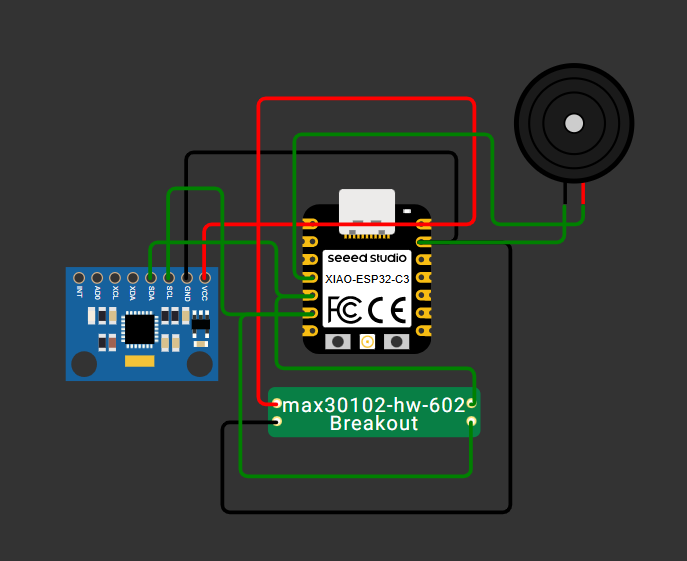 seeed studio
XIAO-ESP32-C3
FC CE
INT
AD0
XCL
XDA
SDA
SCL
GND
VCC
max30102-hw-602
Breakout